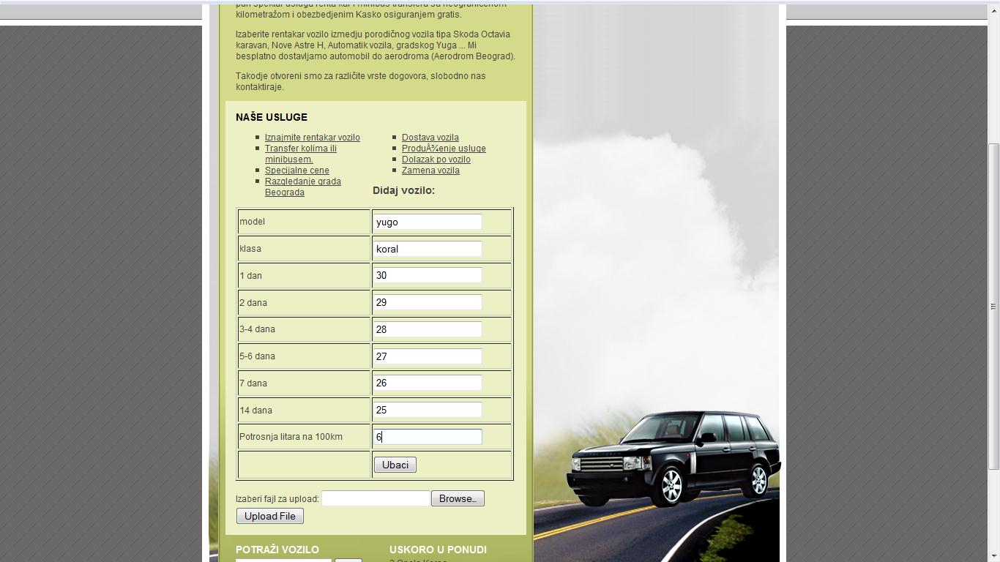 pun spektar usluga renta kar i minibus transfera sa neograničenom
kilometražom i obezbedjenim Kasko osiguranjem gratis.
Izaberite rentakar vozilo izmedju porodičnog vozila tipa Skoda Octavia
karavan, Nove Astre H, Automatik vozila, gradskog Yuga ... Mi
besplatno dostavljamo automobil do aerodroma (Aerodrom Beograd).
Takodje otvoreni smo za različite vrste dogovora, slobodno nas
kontaktiraje.
NAŠE USLUGE
Iznajmite rentakar vozilo
Transfer kolima ili
minibusem.
Specijalne cene
Razgledanje grada
Beograda
Dostava vozila
ProduÅ¾enje usluge
Dolazak po vozilo
Zamena vozila
Didaj vozilo:
model yugo
klasa koral
1 dan 30
2 dana 29
3-4 dana 28
5-6 dana 27
7 dana 26
14 dana 25
Potrosnja litara na 100km 6
Ubaci
Izaberi fajl za upload: Browse...
Upload File
POTRAŽI VOZILO
USKORO U PONUDI